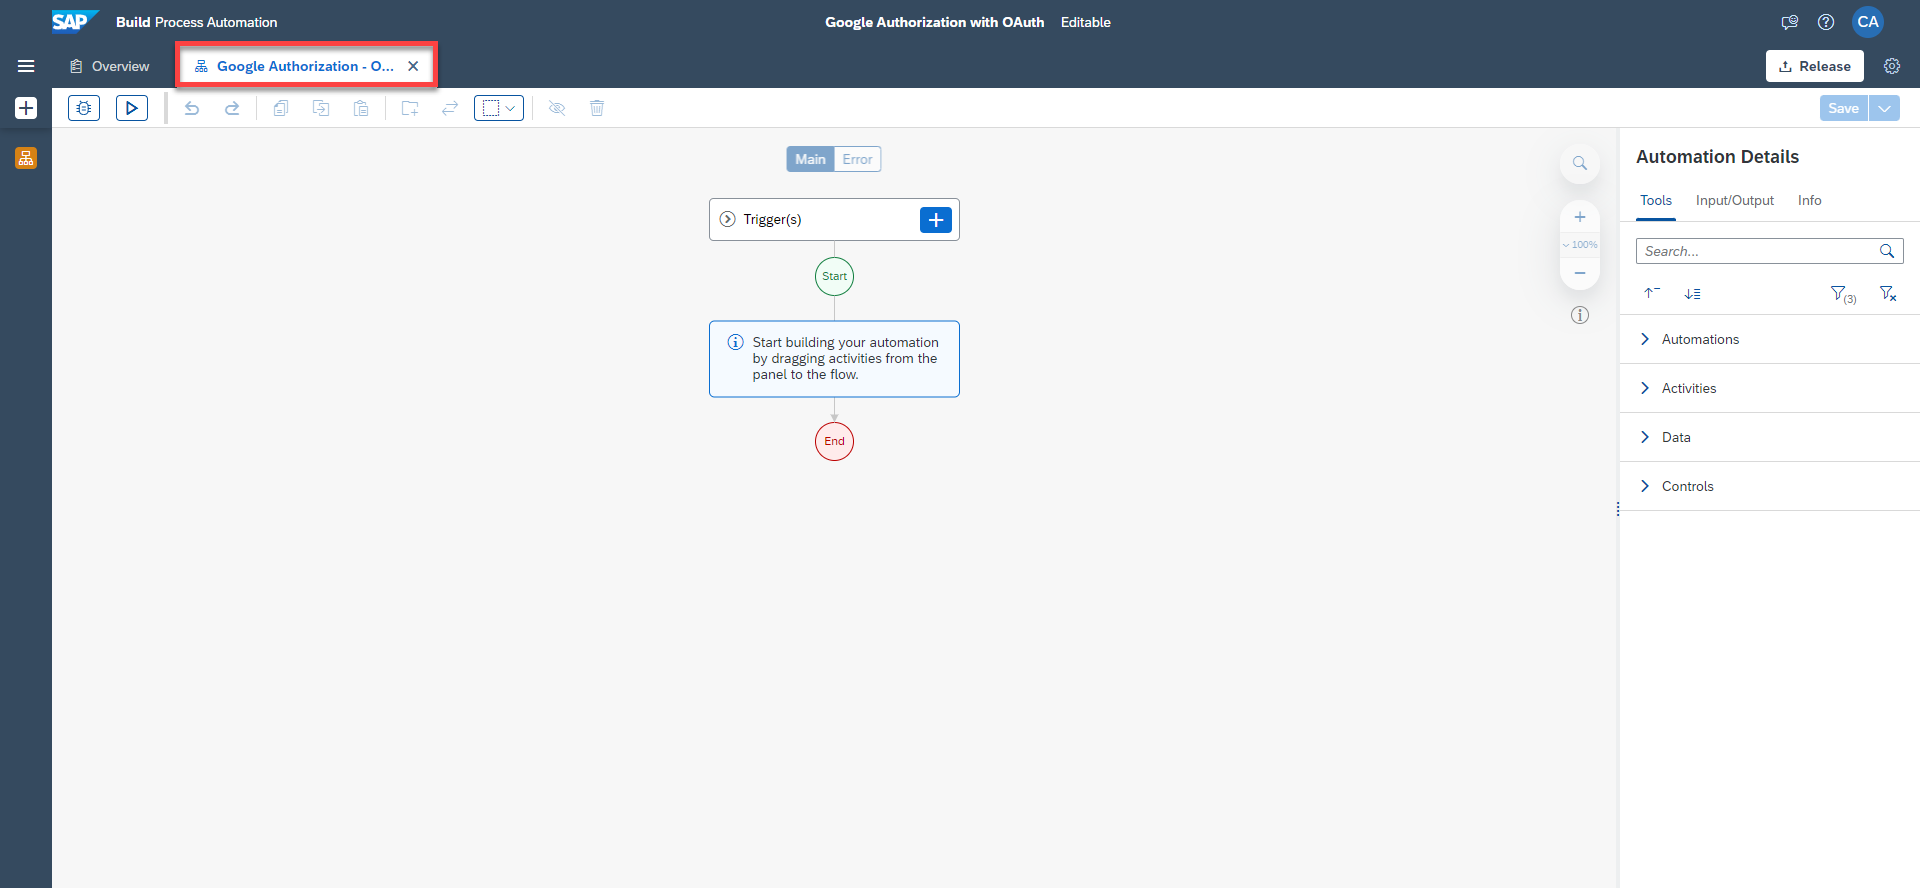 SAP Build Process Automation
Google Authorization with OAuth Editable
CA
Overview
Google Authorization - O...
Release
Save
Main Error
Trigger(s)
Start
Start building your automation
by dragging activities from the
panel to the flow.
End
100%
Automation Details
Tools Input/Output Info
Search...
(3)
Automations
Activities
Data
Controls